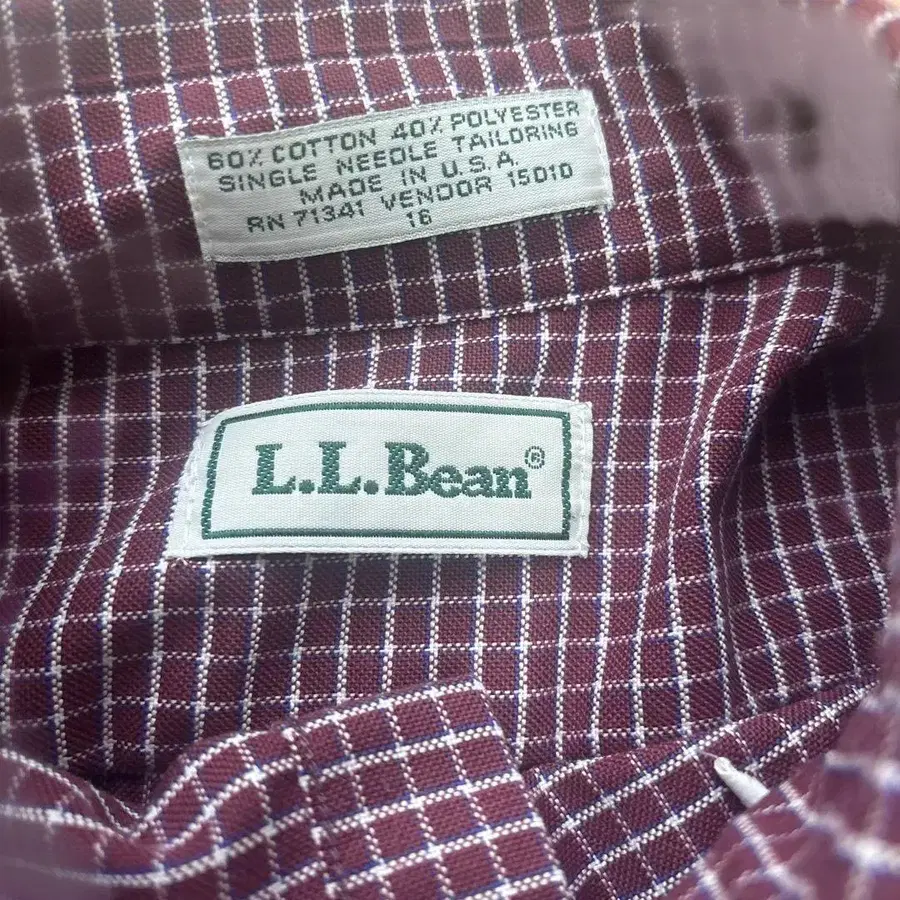 60% COTTON 40% POLYESTER
SINGLE NEEDLE TAILORING
MADE IN U.S.A.
RN 71341 VENDOR 15010
16
L.L.Bean®